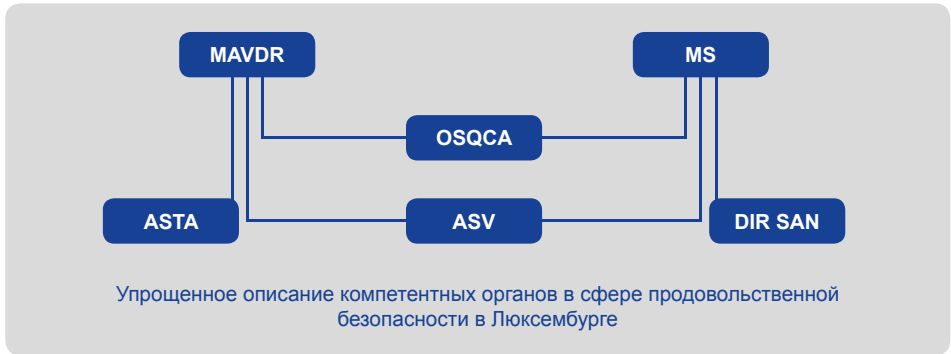 MAVDR
MS
OSQCA
ASTA
ASV
DIR SAN
Упрощенное описание компетентных органов в сфере продовольственной
безопасности в Люксембурге